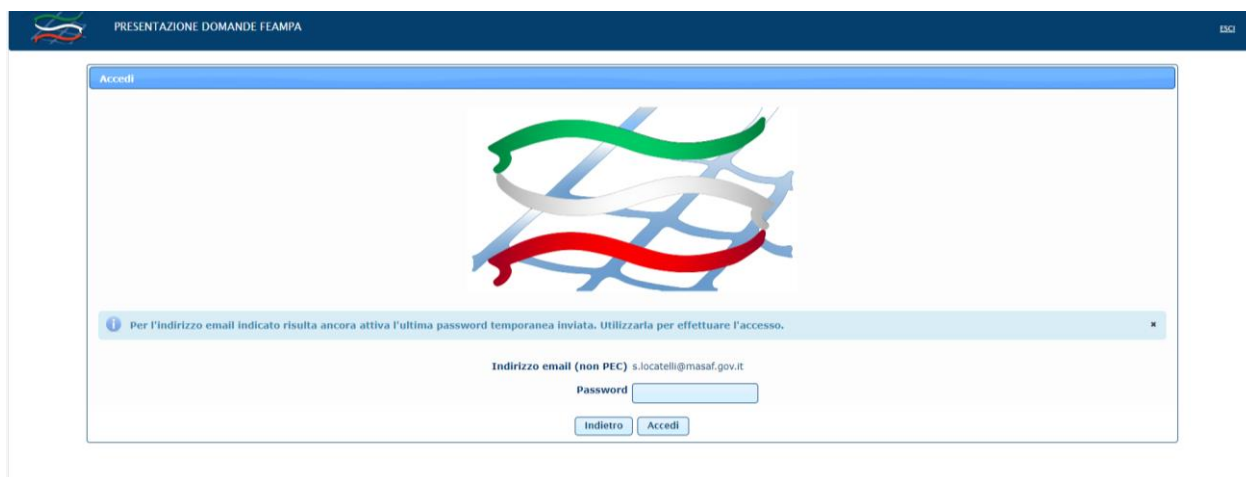 PRESENTAZIONE DOMANDE FEAMPA
ESCI
Accedi
Per l'indirizzo email indicato risulta ancora attiva l'ultima password temporanea inviata. Utilizzarla per effettuare l'accesso.
Indirizzo email (non PEC) s.locatelli@masaf.gov.it
Password
Indietro Accedi